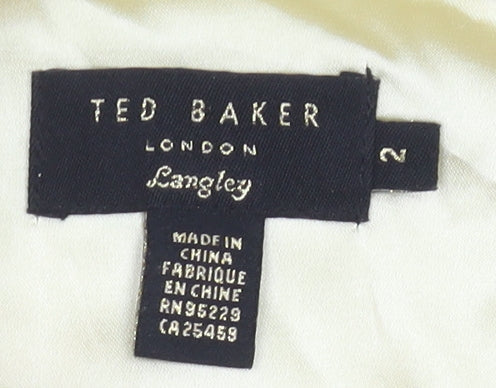 TED BAKER
LONDON
Langley
2
MADE IN
CHINA
FABRIQUE
EN CHINE
RN95229
CA25459